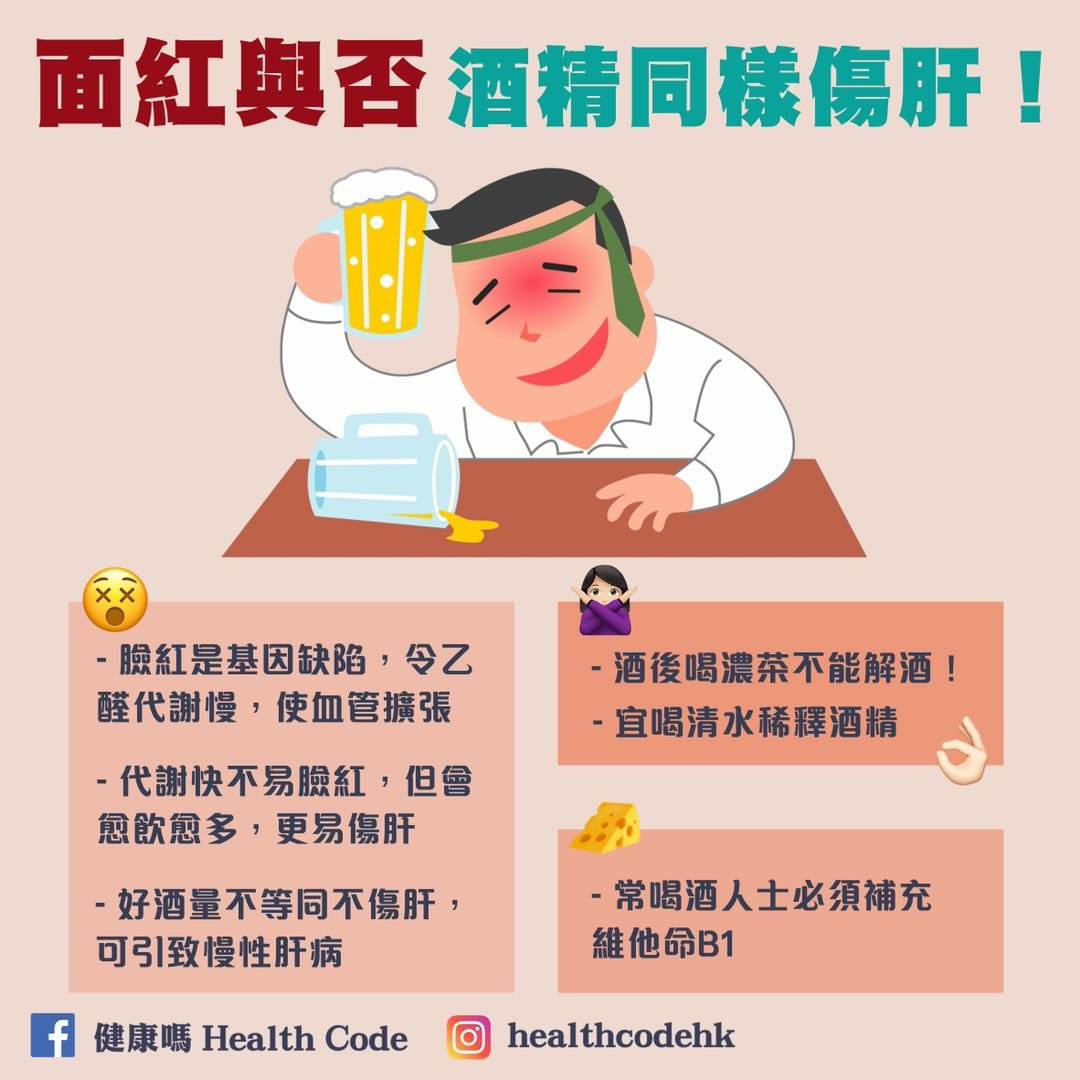 面紅與否 酒精同樣傷肝！
- 臉紅是基因缺陷，令乙
醛代謝慢，使血管擴張
- 代謝快不易臉紅，但會
愈飲愈多，更易傷肝
- 好酒量不等同不傷肝，
可引致慢性肝病
- 酒後喝濃茶不能解酒！
- 宜喝清水稀釋酒精
- 常喝酒人士必須補充
維他命B1
健康嗎 Health Code
healthcodehk